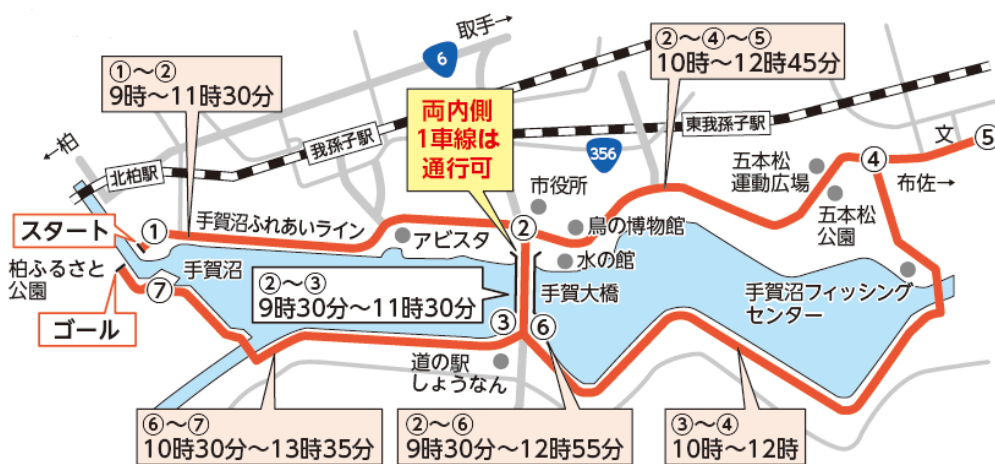 取手→
6
①～②
9時～11時30分
②～④～⑤
10時～12時45分
両内側
1車線は
通行可
←柏
北柏駅
我孫子駅
東我孫子駅
356
文
⑤
④
布佐→
五本松
運動広場
五本松
公園
市役所
鳥の博物館
水の館
②
スタート
①
手賀沼ふれあいライン
アビスタ
柏ふるさと
公園
手賀沼
⑦
ゴール
②～③
9時30分～11時30分
手賀大橋
手賀沼フィッシング
センター
③
⑥
道の駅
しょうなん
⑥～⑦
10時30分～13時35分
②～⑥
9時30分～12時55分
③～④
10時～12時